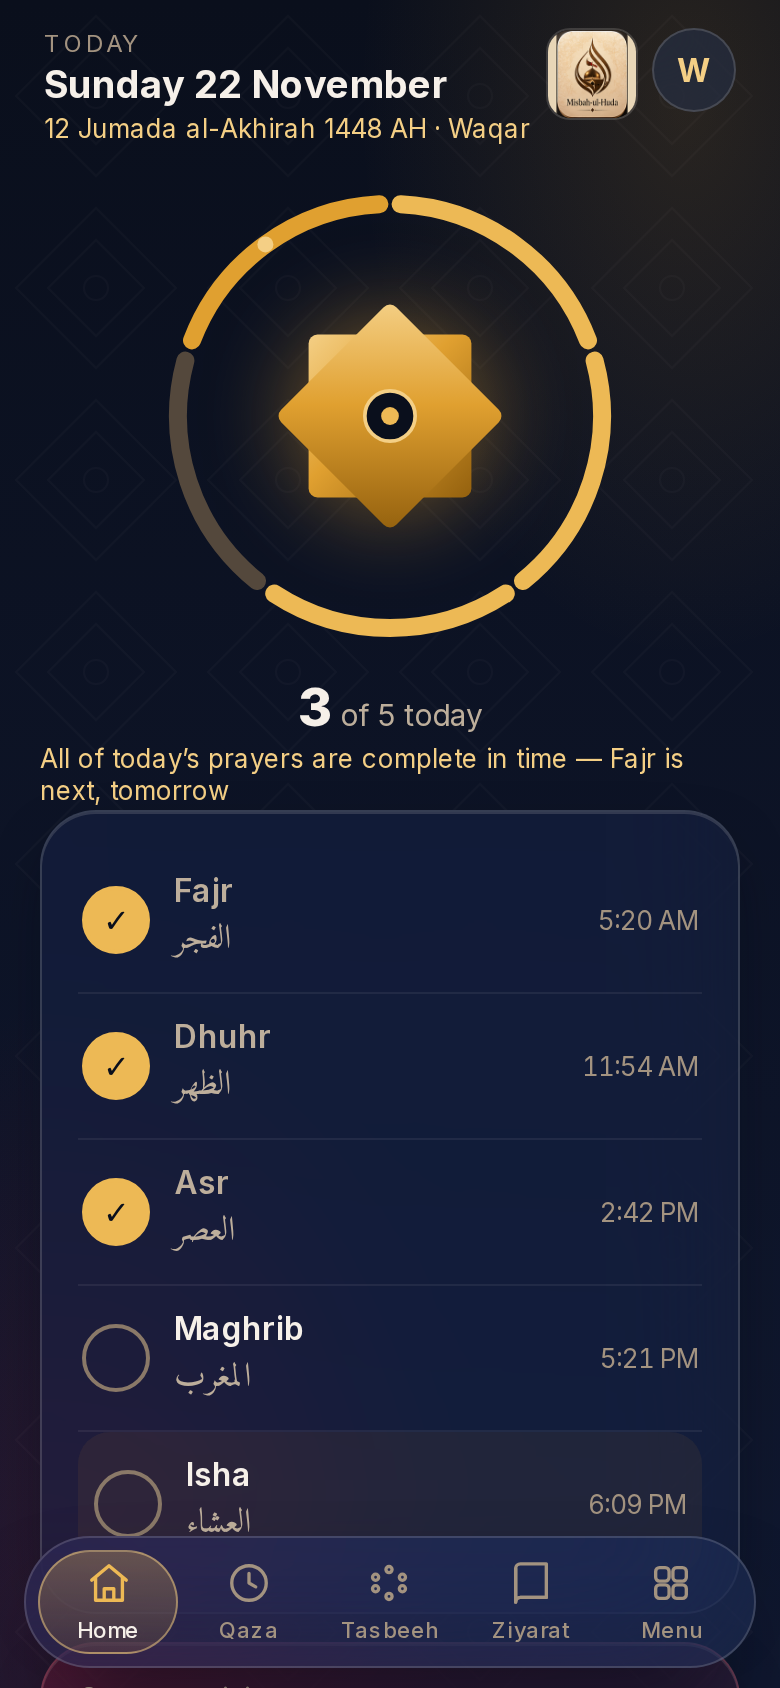 TODAY
Sunday 22 November
12 Jumada al-Akhirah 1448 AH · Waqar
Misbah-ul-Huda
W
3 of 5 today
All of today’s prayers are complete in time — Fajr is
next, tomorrow
✓
Fajr
الفجر
5:20 AM
✓
Dhuhr
الظهر
11:54 AM
✓
Asr
العصر
2:42 PM
Maghrib
المغرب
5:21 PM
Isha
العشاء
6:09 PM
Home
Qaza
Tasbeeh
Ziyarat
Menu